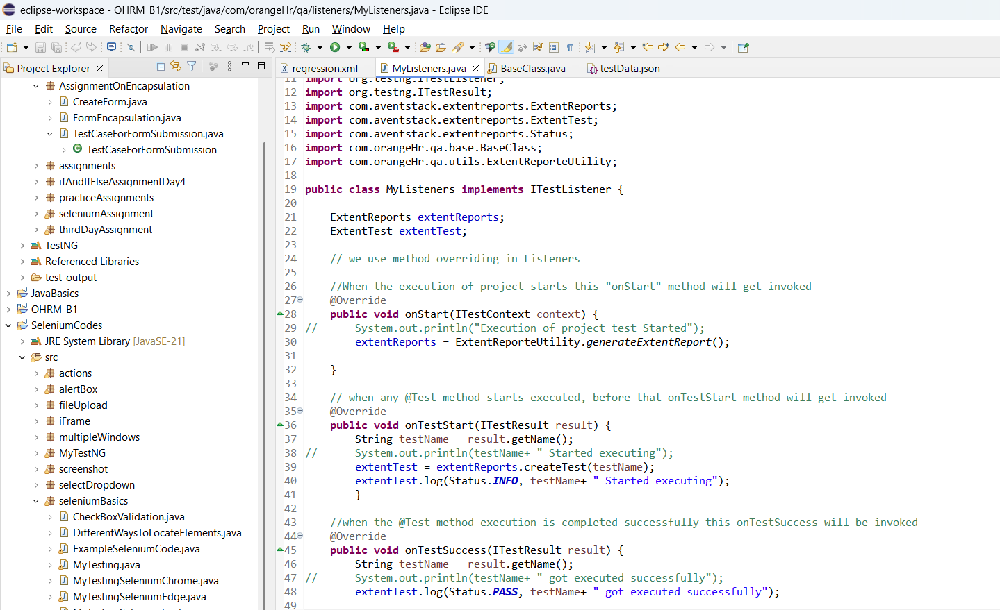 eclipse-workspace - OHRM_B1/src/test/java/com/orangeHr/qa/listeners/MyListeners.java - Eclipse IDE
File Edit Source Refactor Navigate Search Project Run Window Help
Project Explorer
AssignmentOnEncapsulation
CreateForm.java
FormEncapsulation.java
TestCaseForFormSubmission.java
TestCaseForFormSubmission
assignments
ifAndIfElseAssignmentDay4
practiceAssignments
seleniumAssignment
thirdDayAssignment
TestNG
Referenced Libraries
test-output
JavaBasics
OHRM_B1
SeleniumCodes
JRE System Library [JavaSE-21]
src
actions
alertBox
fileUpload
iFrame
multipleWindows
MyTestNG
screenshot
selectDropdown
seleniumBasics
CheckBoxValidation.java
DifferentWaysToLocateElements.java
ExampleSeleniumCode.java
MyTesting.java
MyTestingSeleniumChrome.java
MyTestingSeleniumEdge.java
regression.xml MyListeners.java BaseClass.java testData.json
11 import org.testng.ITestListener;
12 import org.testng.ITestResult;
13 import com.aventstack.extentreports.ExtentReports;
14 import com.aventstack.extentreports.ExtentTest;
15 import com.aventstack.extentreports.Status;
16 import com.orangeHr.qa.base.BaseClass;
17 import com.orangeHr.qa.utils.ExtentReporteUtility;
18
19 public class MyListeners implements ITestListener {
20
21 ExtentReports extentReports;
22 ExtentTest extentTest;
23
24 // we use method overriding in Listeners
25
26 //When the execution of project starts this "onStart" method will get invoked
27 @Override
28 public void onStart(ITestContext context) {
29 // System.out.println("Execution of project test Started");
30 extentReports = ExtentReporteUtility.generateExtentReport();
31
32 }
33
34 // when any @Test method starts executed, before that onTestStart method will get invoked
35 @Override
36 public void onTestStart(ITestResult result) {
37 String testName = result.getName();
38 // System.out.println(testName+ " Started executing");
39 extentTest = extentReports.createTest(testName);
40 extentTest.log(Status.INFO, testName+ " Started executing");
41 }
42
43 //when the @Test method execution is completed successfully this onTestSuccess will be invoked
44 @Override
45 public void onTestSuccess(ITestResult result) {
46 String testName = result.getName();
47 // System.out.println(testName+ " got executed successfully");
48 extentTest.log(Status.PASS, testName+ " got executed successfully");
49